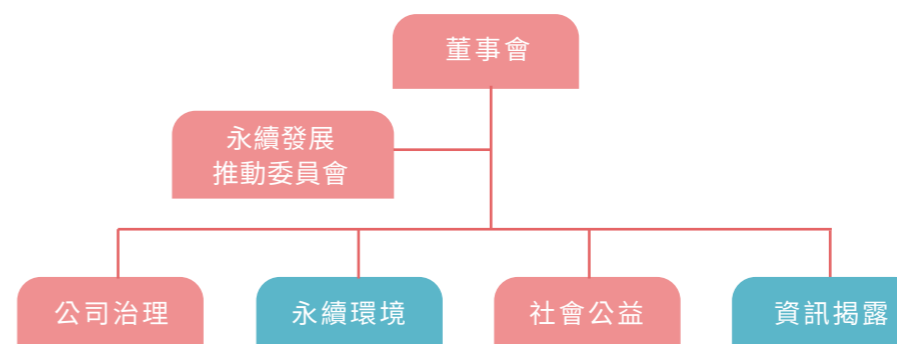 董事會
永續發展
推動委員會
公司治理
永續環境
社會公益
資訊揭露